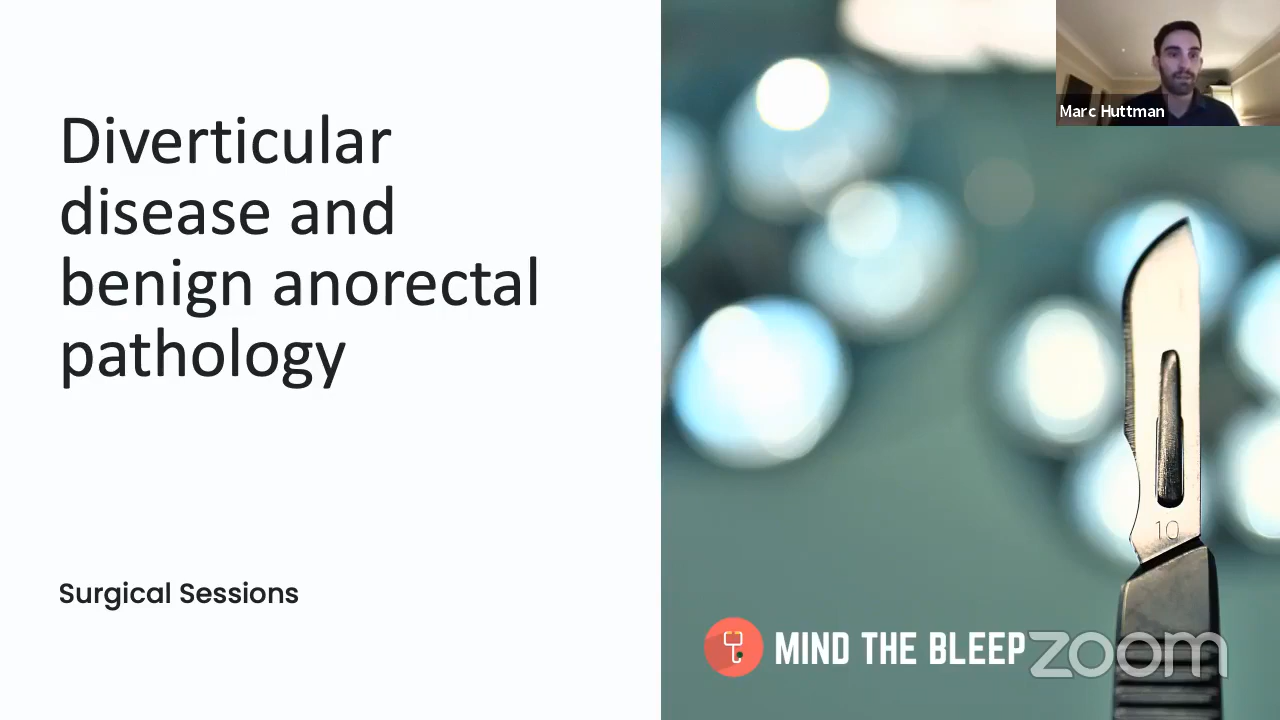 Diverticular
disease and
benign anorectal
pathology
Surgical Sessions
Marc Huttman
10
MIND THE BLEEP
zoom